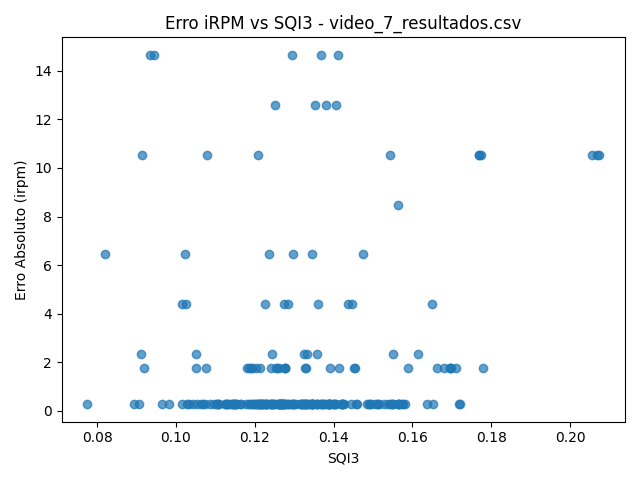 Erro iRPM vs SQI3 - video_7_resultados.csv
14
12
10
8
6
4
2
0
Erro Absoluto (irpm)
0.08 0.10 0.12 0.14 0.16 0.18 0.20
SQI3